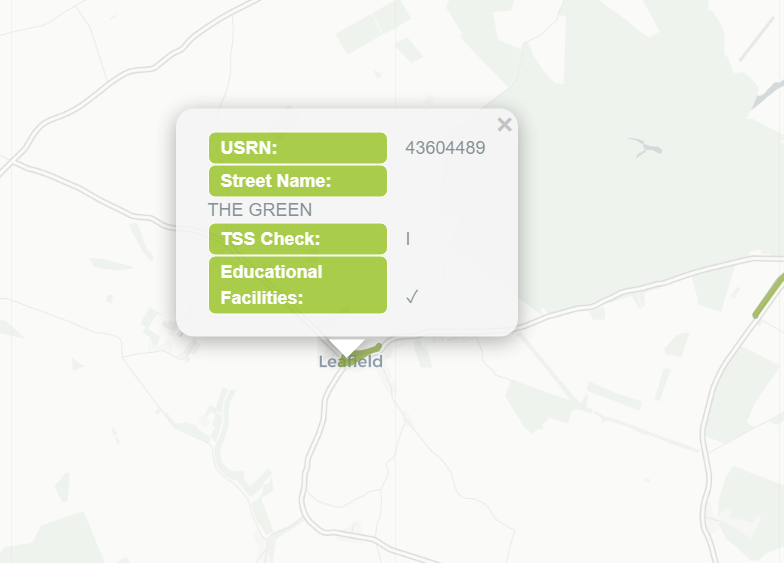 ×
USRN: 43604489
Street Name:
THE GREEN
TSS Check: I
Educational
Facilities: ✓
Leafield